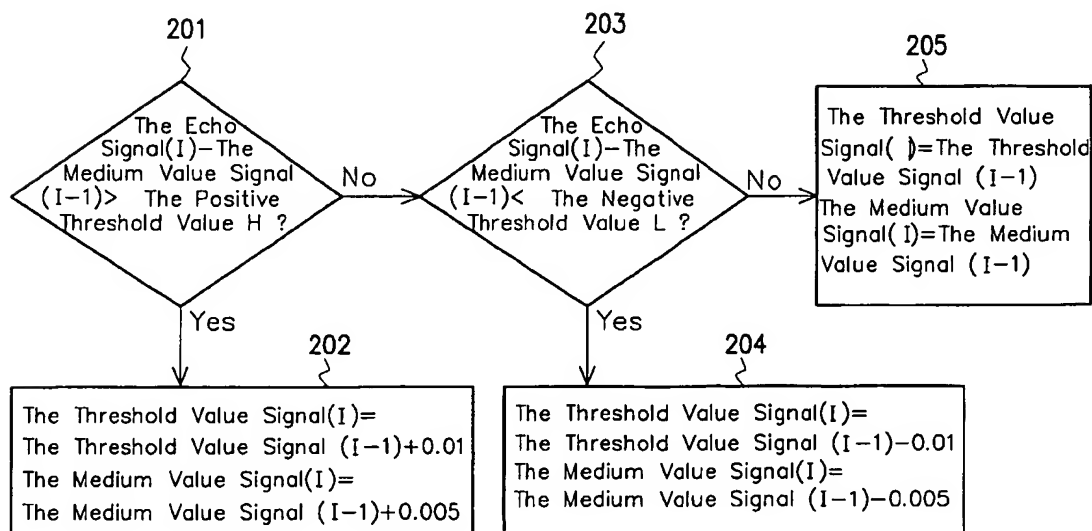 201
The Echo
Signal(I)-The
Medium Value Signal
(I-1)> The Positive
Threshold Value H ?
No
Yes
203
The Echo
Signal(I)-The
Medium Value Signal
(I-1)< The Negative
Threshold Value L ?
No
Yes
205
The Threshold Value
Signal( )=The Threshold
Value Signal (I-1)
The Medium Value
Signal(I)=The Medium
Value Signal (I-1)
202
The Threshold Value Signal(I)=
The Threshold Value Signal (I-1)+0.01
The Medium Value Signal(I)=
The Medium Value Signal (I-1)+0.005
204
The Threshold Value Signal(I)=
The Threshold Value Signal (I-1)-0.01
The Medium Value Signal(I)=
The Medium Value Signal (I-1)-0.005